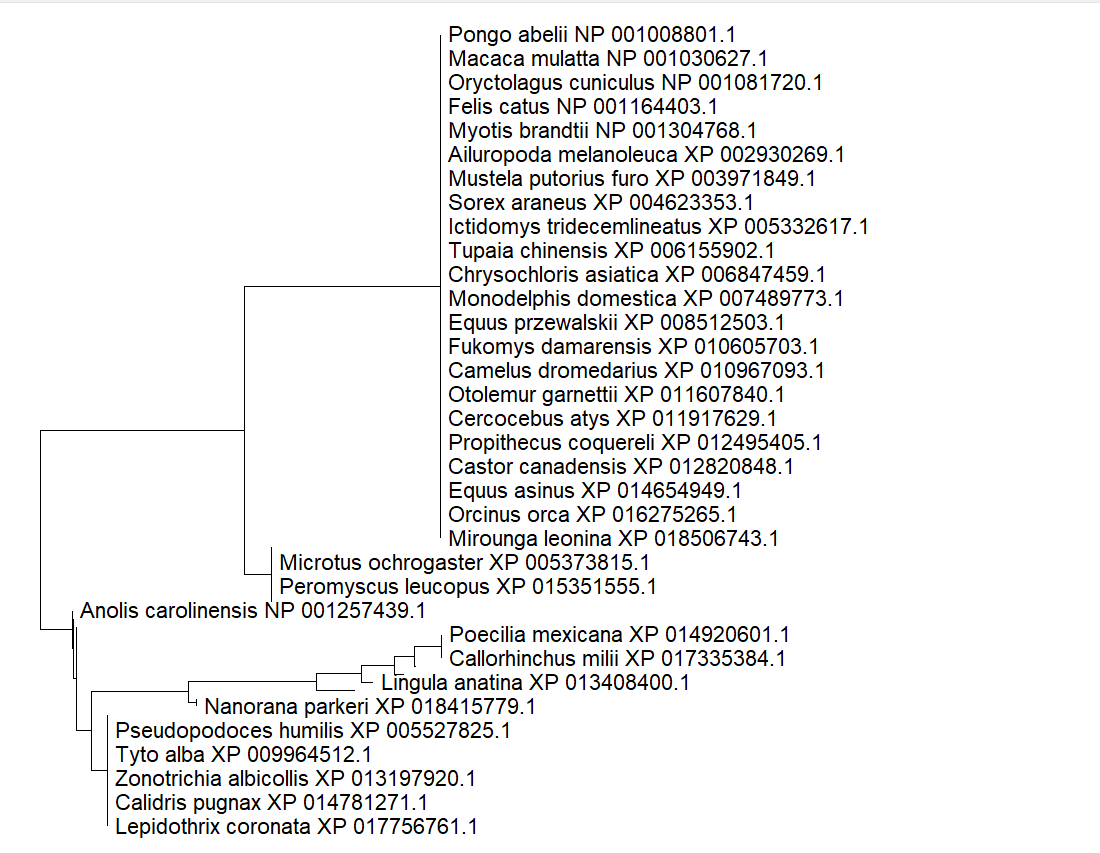 Pongo abelii NP 001008801.1
Macaca mulatta NP 001030627.1
Oryctolagus cuniculus NP 001081720.1
Felis catus NP 001164403.1
Myotis brandtii NP 001304768.1
Ailuropoda melanoleuca XP 002930269.1
Mustela putorius furo XP 003971849.1
Sorex araneus XP 004623353.1
Ictidomys tridecemlineatus XP 005332617.1
Tupaia chinensis XP 006155902.1
Chrysochloris asiatica XP 006847459.1
Monodelphis domestica XP 007489773.1
Equus przewalskii XP 008512503.1
Fukomys damarensis XP 010605703.1
Camelus dromedarius XP 010967093.1
Otolemur garnettii XP 011607840.1
Cercocebus atys XP 011917629.1
Propithecus coquereli XP 012495405.1
Castor canadensis XP 012820848.1
Equus asinus XP 014654949.1
Orcinus orca XP 016275265.1
Mirounga leonina XP 018506743.1
Microtus ochrogaster XP 005373815.1
Peromyscus leucopus XP 015351555.1
Anolis carolinensis NP 001257439.1
Poecilia mexicana XP 014920601.1
Callorhinchus milii XP 017335384.1
Lingula anatina XP 013408400.1
Nanorana parkeri XP 018415779.1
Pseudopodoces humilis XP 005527825.1
Tyto alba XP 009964512.1
Zonotrichia albicollis XP 013197920.1
Calidris pugnax XP 014781271.1
Lepidothrix coronata XP 017756761.1